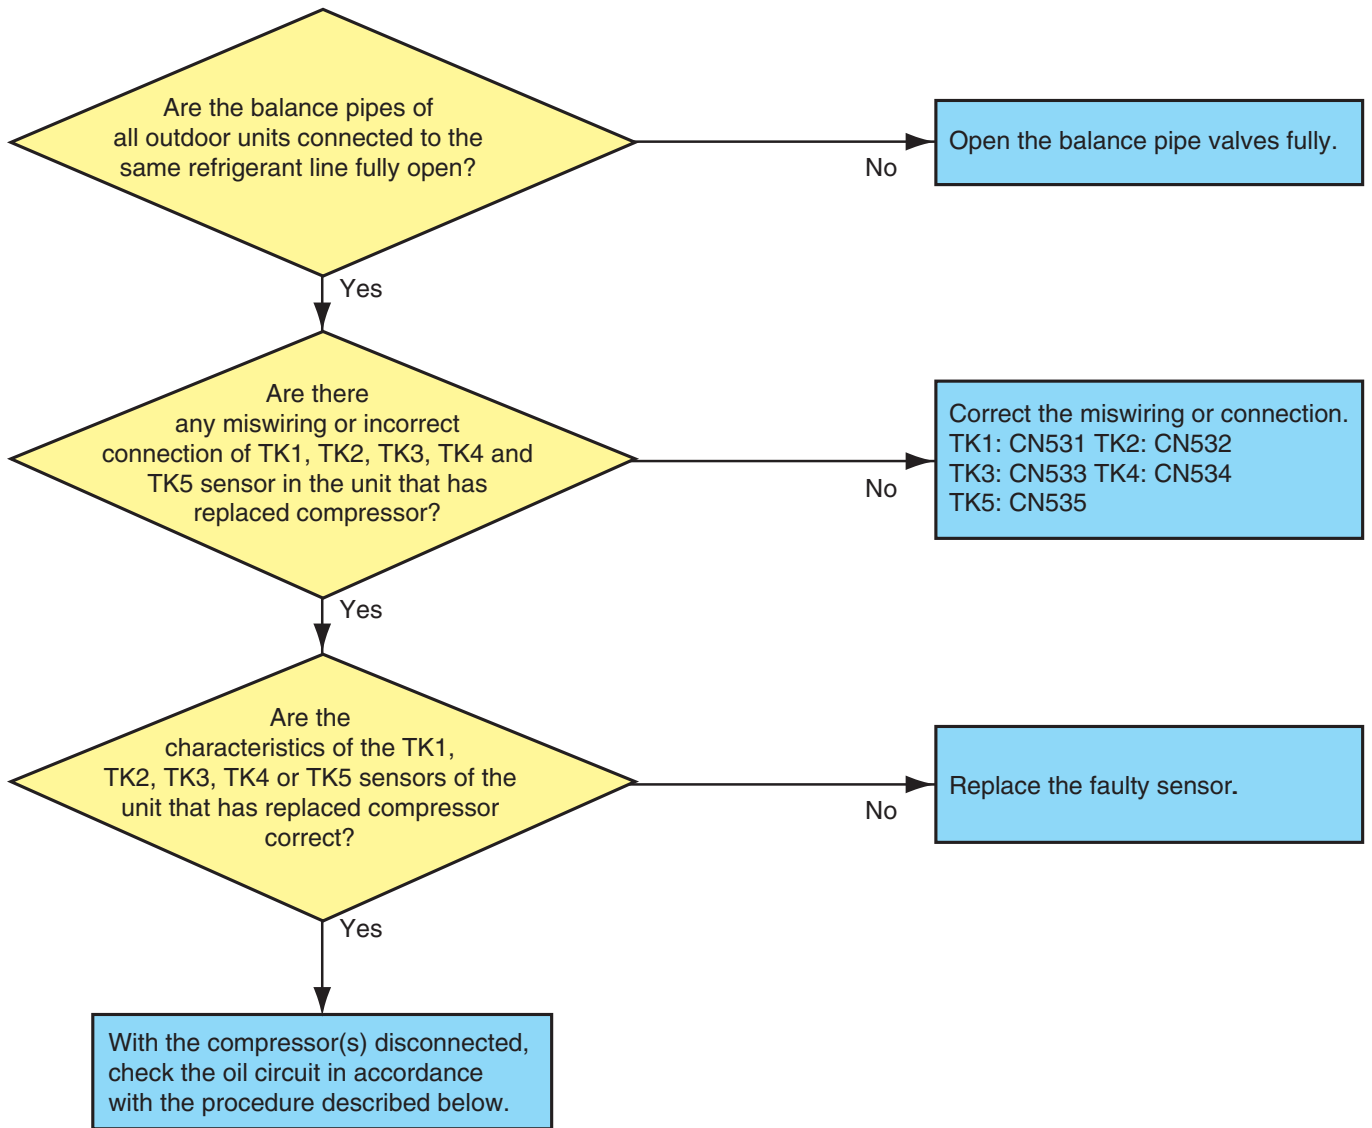 Are the balance pipes of
all outdoor units connected to the
same refrigerant line fully open?
No
Open the balance pipe valves fully.
Yes
Are there
any miswiring or incorrect
connection of TK1, TK2, TK3, TK4 and
TK5 sensor in the unit that has
replaced compressor?
No
Correct the miswiring or connection.
TK1: CN531 TK2: CN532
TK3: CN533 TK4: CN534
TK5: CN535
Yes
Are the
characteristics of the TK1,
TK2, TK3, TK4 or TK5 sensors of the
unit that has replaced compressor
correct?
No
Replace the faulty sensor.
Yes
With the compressor(s) disconnected,
check the oil circuit in accordance
with the procedure described below.